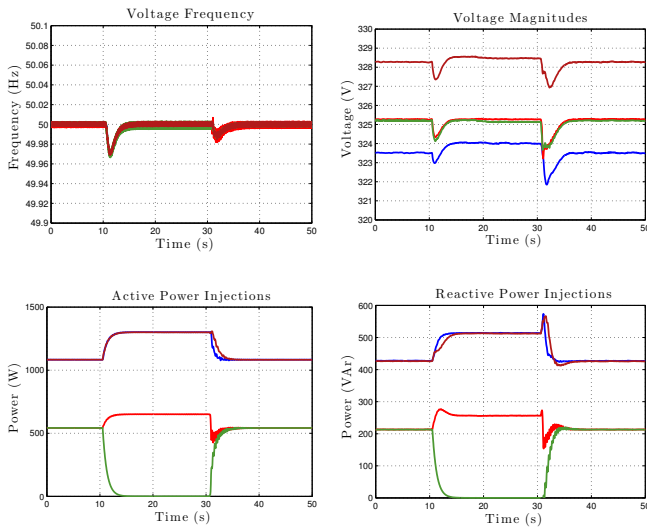 Voltage Frequency
50.1
50.08
50.06
50.04
50.02
50
49.98
49.96
49.94
49.92
49.9
Frequency (Hz)
0 10 20 30 40 50
Time (s)
Voltage Magnitudes
330
329
328
327
326
325
324
323
322
321
320
Voltage (V)
0 10 20 30 40 50
Time (s)
Active Power Injections
1500
1000
500
0
Power (W)
0 10 20 30 40 50
Time (s)
Reactive Power Injections
600
500
400
300
200
100
0
Power (VAr)
0 10 20 30 40 50
Time (s)